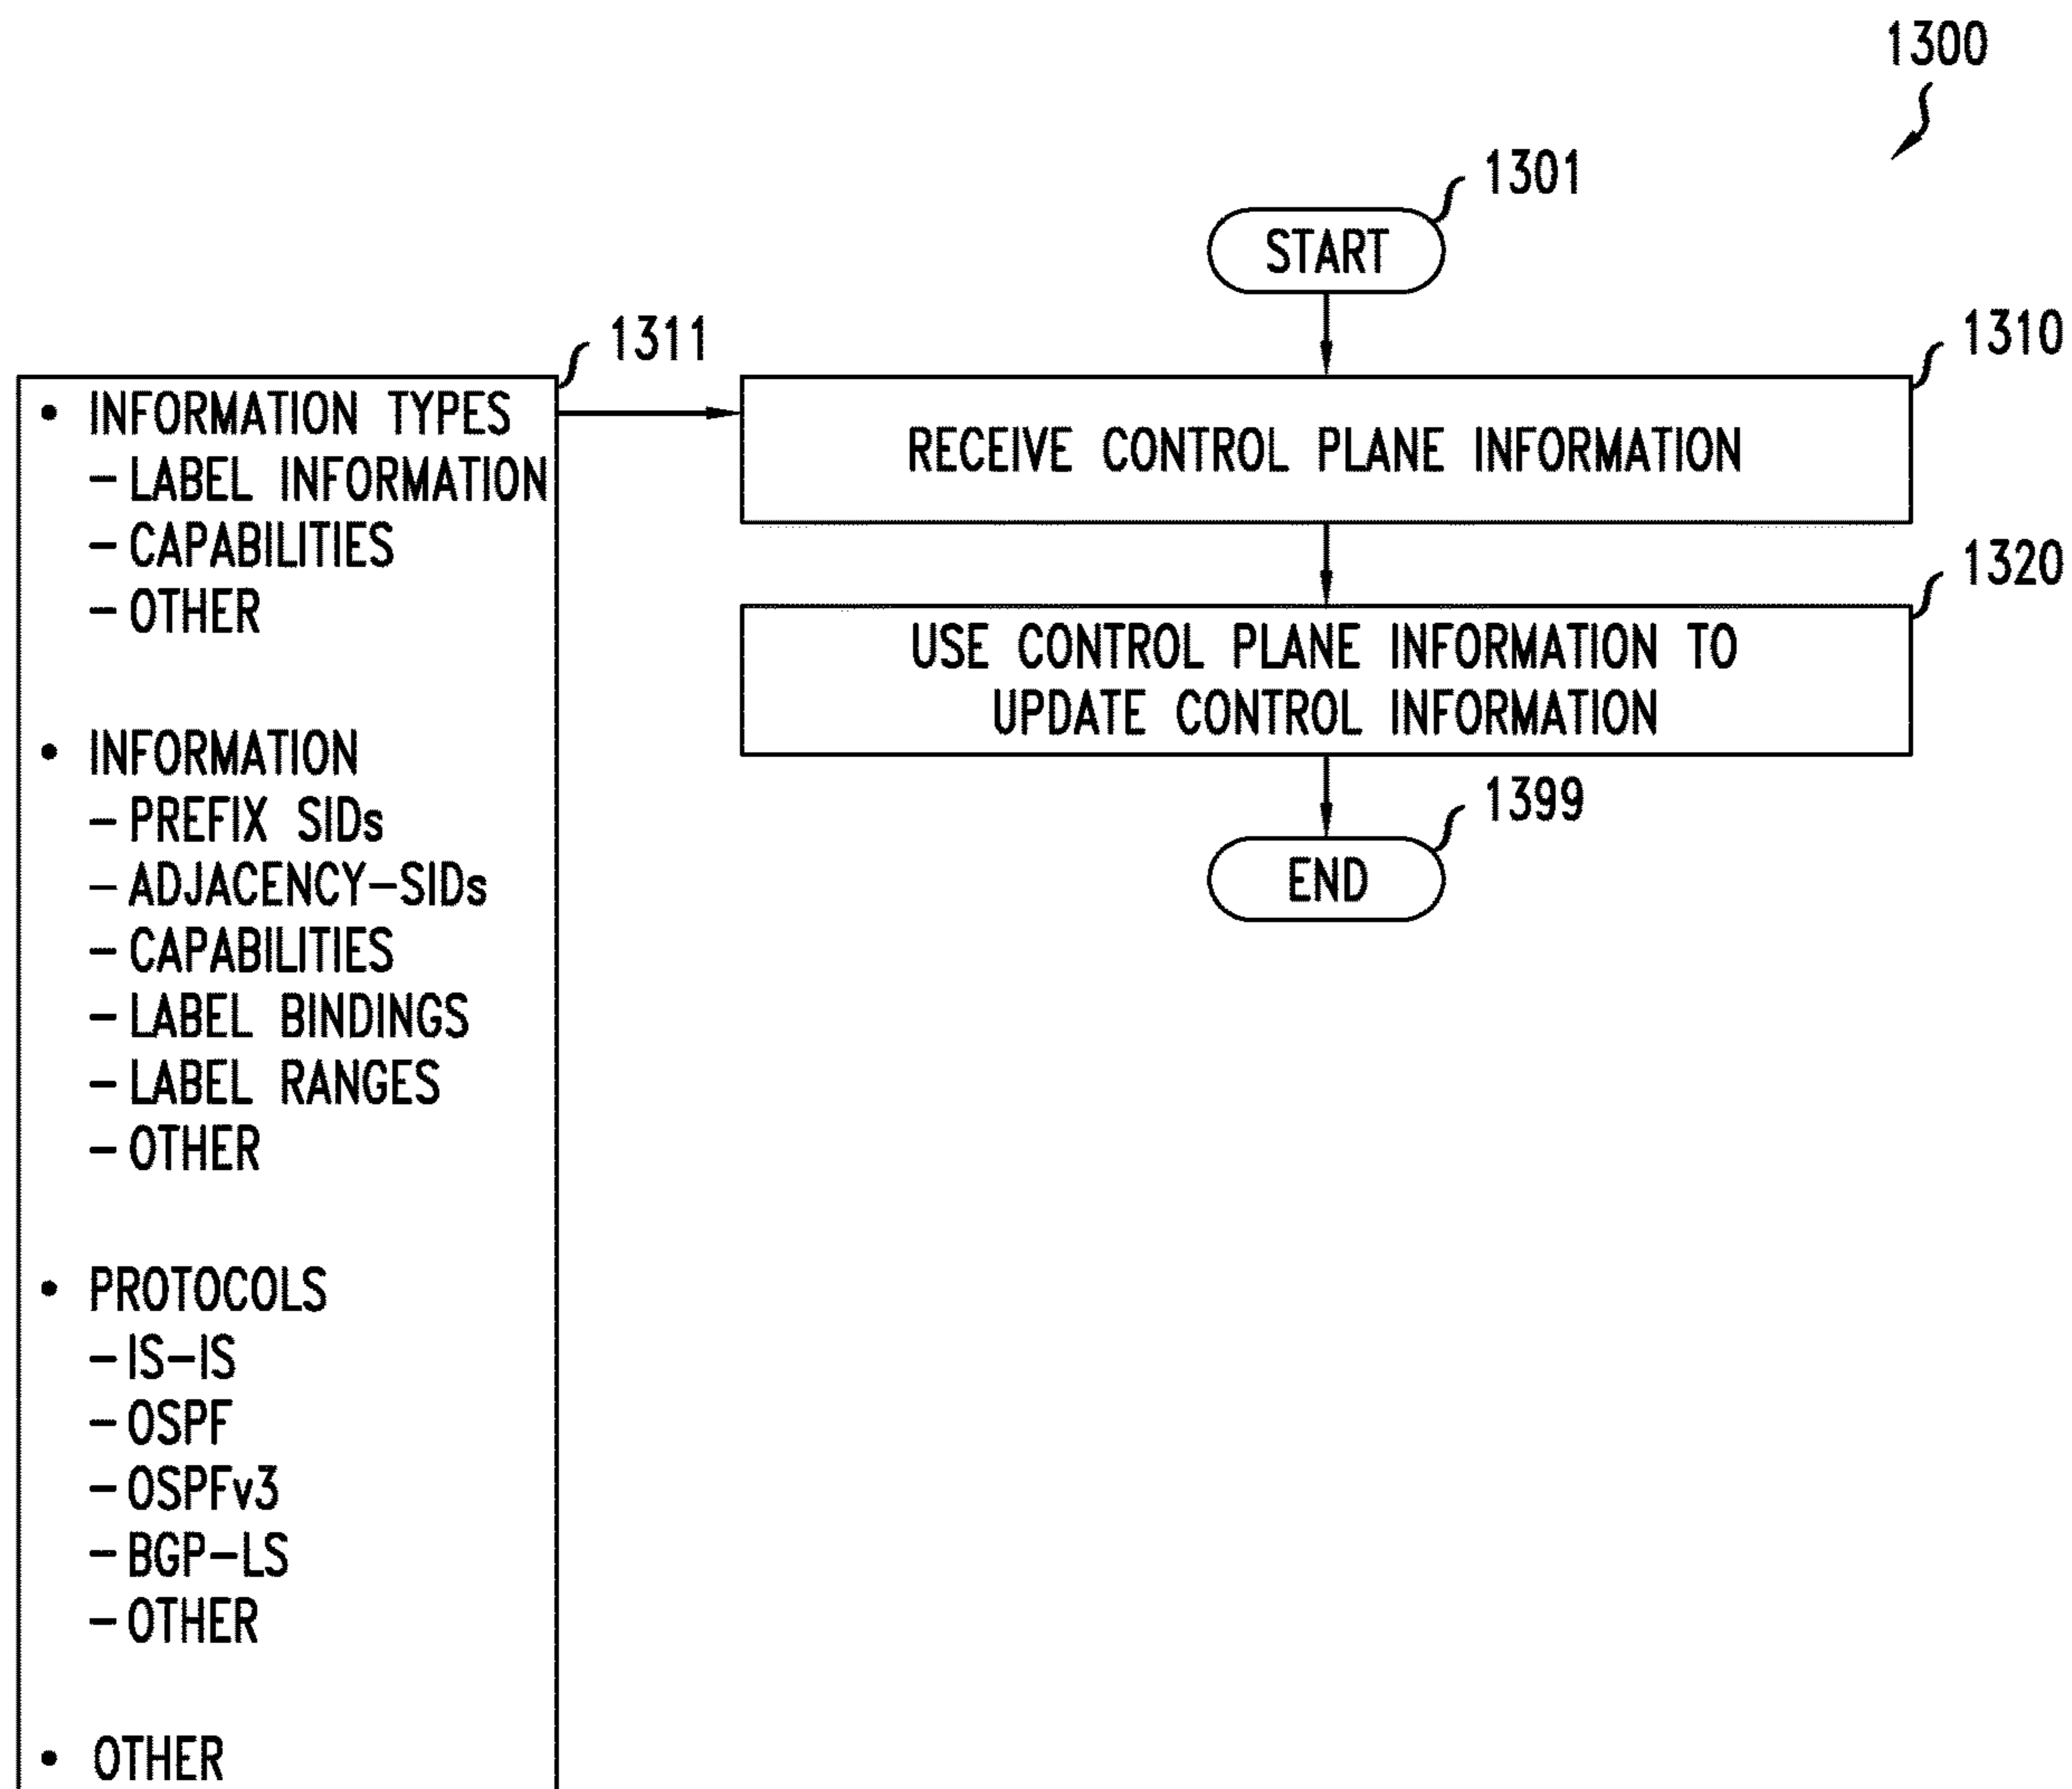 1300
1301
START
1311
1310
• INFORMATION TYPES
– LABEL INFORMATION
– CAPABILITIES
– OTHER
• INFORMATION
– PREFIX SIDs
– ADJACENCY–SIDs
– CAPABILITIES
– LABEL BINDINGS
– LABEL RANGES
– OTHER
• PROTOCOLS
– IS–IS
– OSPF
– OSPFv3
– BGP–LS
– OTHER
• OTHER
RECEIVE CONTROL PLANE INFORMATION
1320
USE CONTROL PLANE INFORMATION TO
UPDATE CONTROL INFORMATION
1399
END